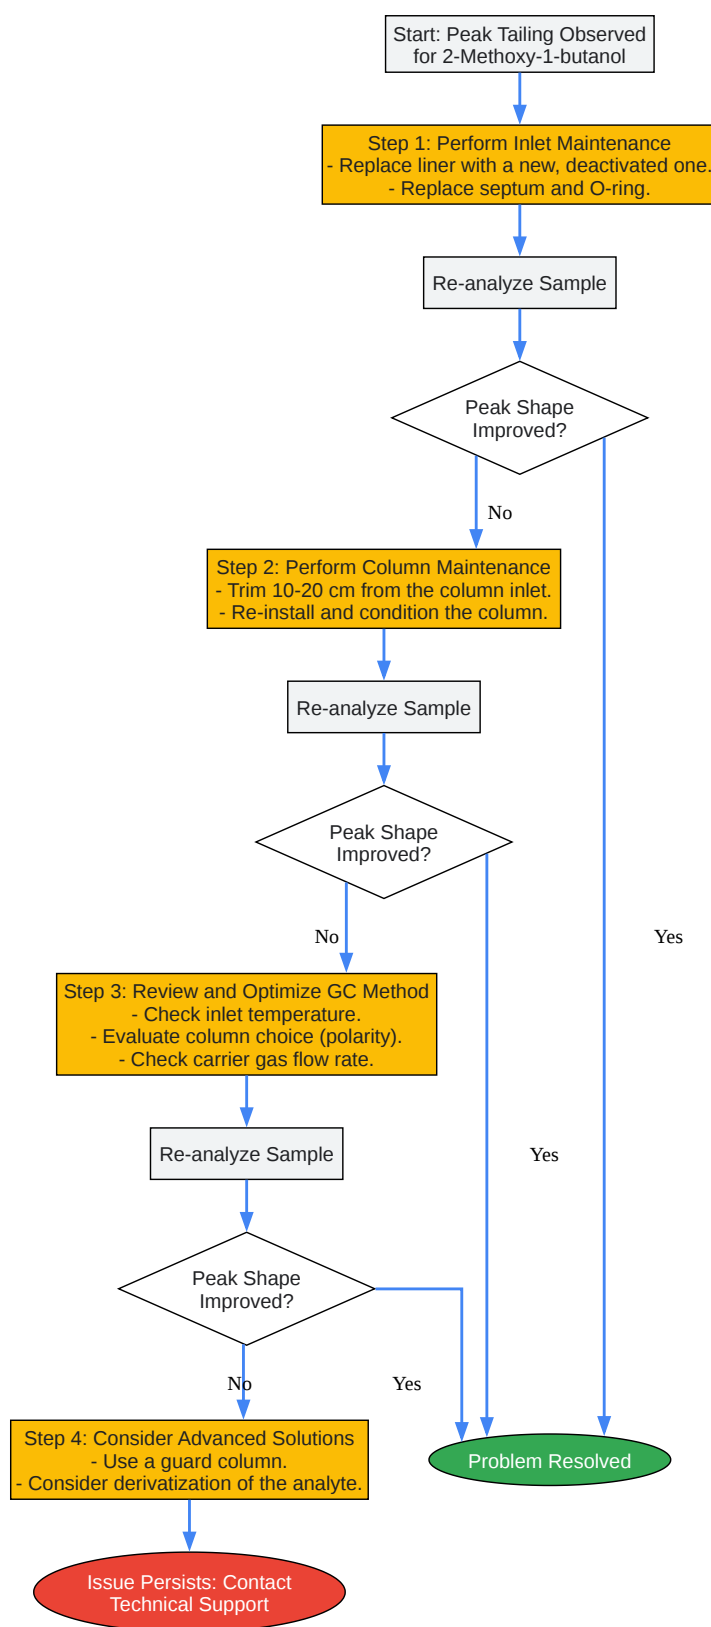 Start: Peak Tailing Observed
for 2-Methoxy-1-butanol
Step 1: Perform Inlet Maintenance
- Replace liner with a new, deactivated one.
- Replace septum and O-ring.
Re-analyze Sample
Peak Shape
Improved?
No
Step 2: Perform Column Maintenance
- Trim 10-20 cm from the column inlet.
- Re-install and condition the column.
Re-analyze Sample
Peak Shape
Improved?
No
Yes
Step 3: Review and Optimize GC Method
- Check inlet temperature.
- Evaluate column choice (polarity).
- Check carrier gas flow rate.
Re-analyze Sample
Yes
Peak Shape
Improved?
No
Yes
Step 4: Consider Advanced Solutions
- Use a guard column.
- Consider derivatization of the analyte.
Problem Resolved
Issue Persists: Contact
Technical Support